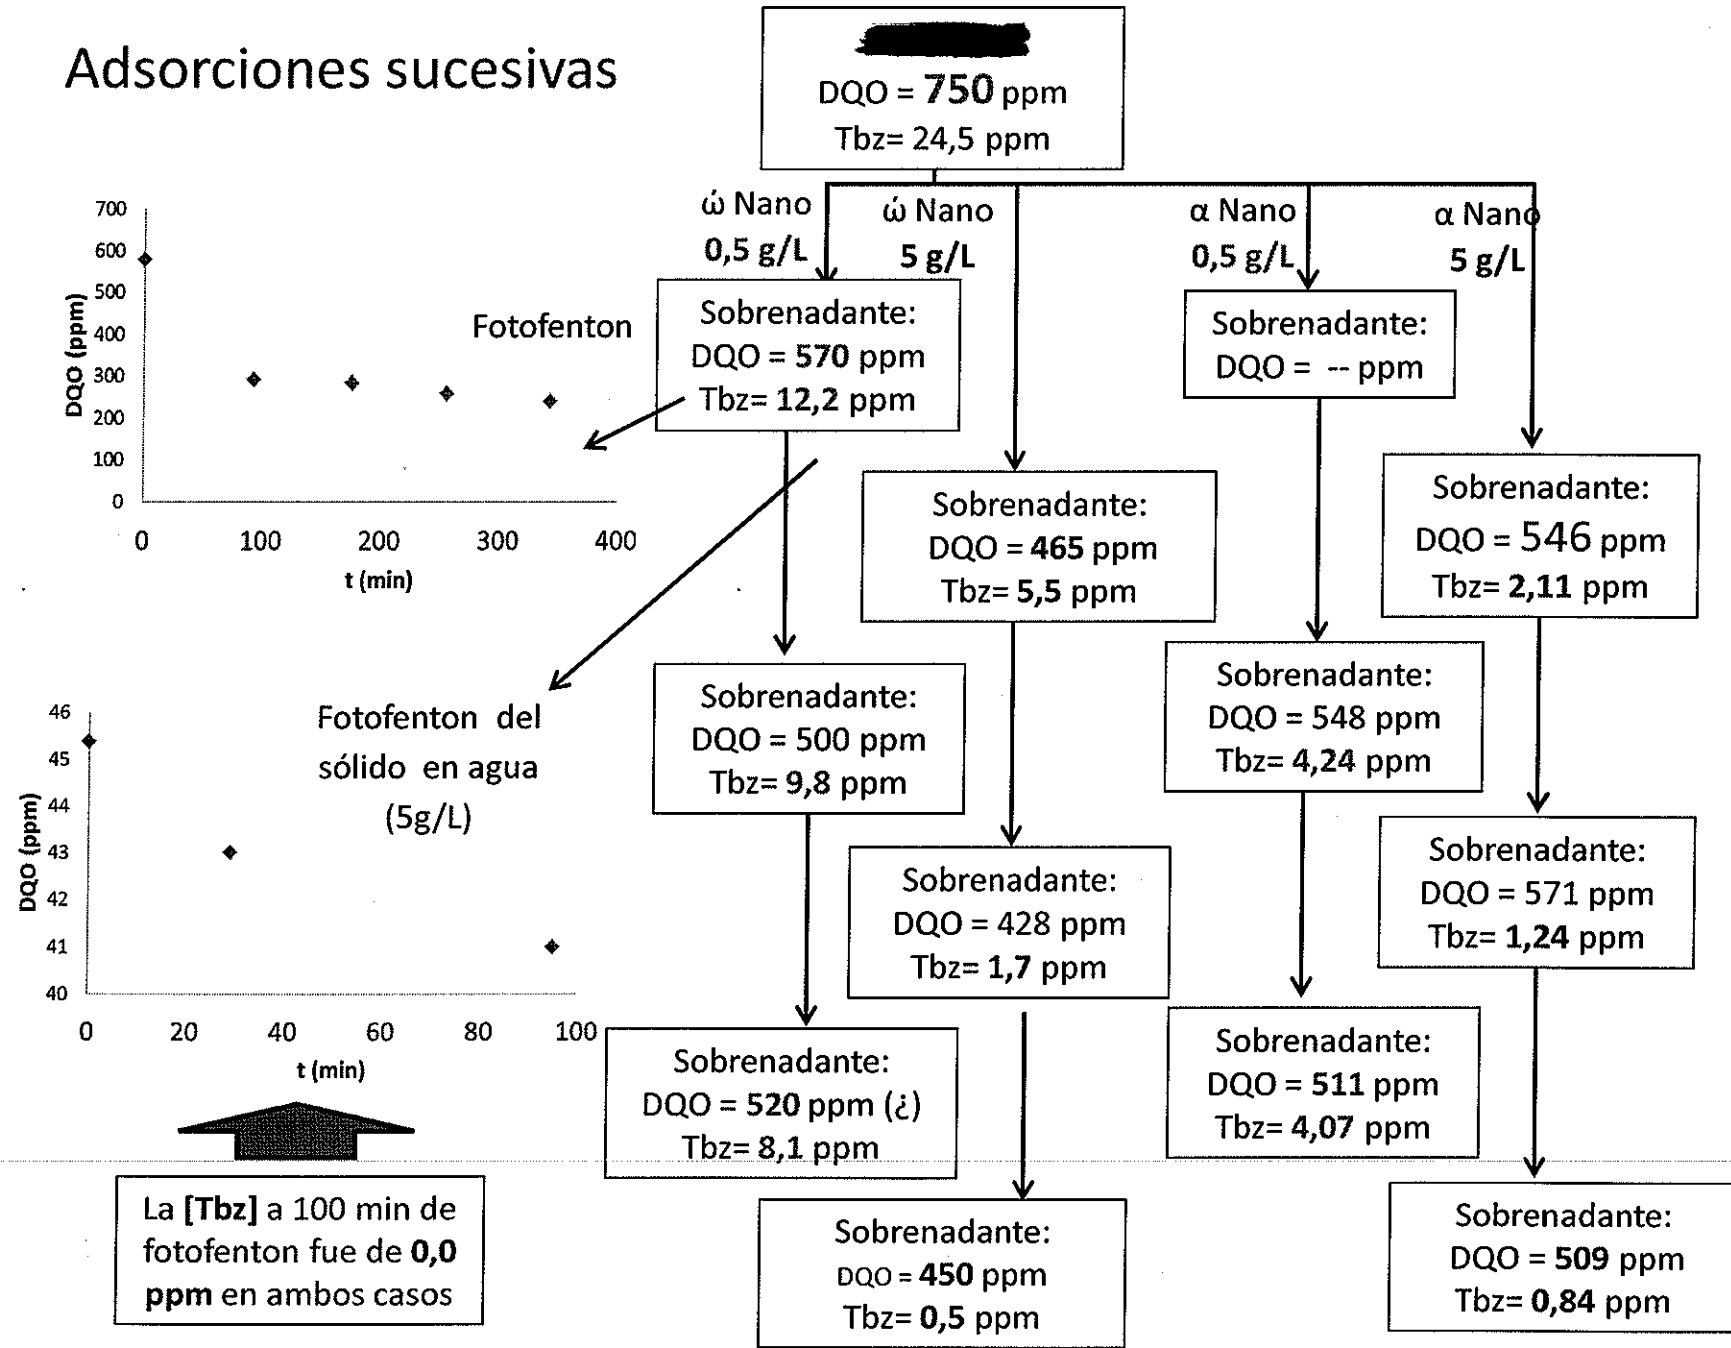 Adsorciones sucesivas
DQO = 750 ppm
Tbz= 24,5 ppm
ώ Nano
0,5 g/L
ώ Nano
5 g/L
α Nano
0,5 g/L
α Nano
5 g/L
700
600
500
400
300
200
100
0
DQO (ppm)
0 100 200 300 400
t (min)
Fotofenton
Sobrenadante:
DQO = 570 ppm
Tbz= 12,2 ppm
Sobrenadante:
DQO = -- ppm
Sobrenadante:
DQO = 465 ppm
Tbz= 5,5 ppm
Sobrenadante:
DQO = 546 ppm
Tbz= 2,11 ppm
Fotofenton del
sólido en agua
(5g/L)
46
45
44
43
42
41
40
DQO (ppm)
0 20 40 60 80 100
t (min)
Sobrenadante:
DQO = 500 ppm
Tbz= 9,8 ppm
Sobrenadante:
DQO = 548 ppm
Tbz= 4,24 ppm
Sobrenadante:
DQO = 428 ppm
Tbz= 1,7 ppm
Sobrenadante:
DQO = 571 ppm
Tbz= 1,24 ppm
Sobrenadante:
DQO = 520 ppm (¿)
Tbz= 8,1 ppm
Sobrenadante:
DQO = 511 ppm
Tbz= 4,07 ppm
La [Tbz] a 100 min de
fotofenton fue de 0,0
ppm en ambos casos
Sobrenadante:
DQO = 450 ppm
Tbz= 0,5 ppm
Sobrenadante:
DQO = 509 ppm
Tbz= 0,84 ppm